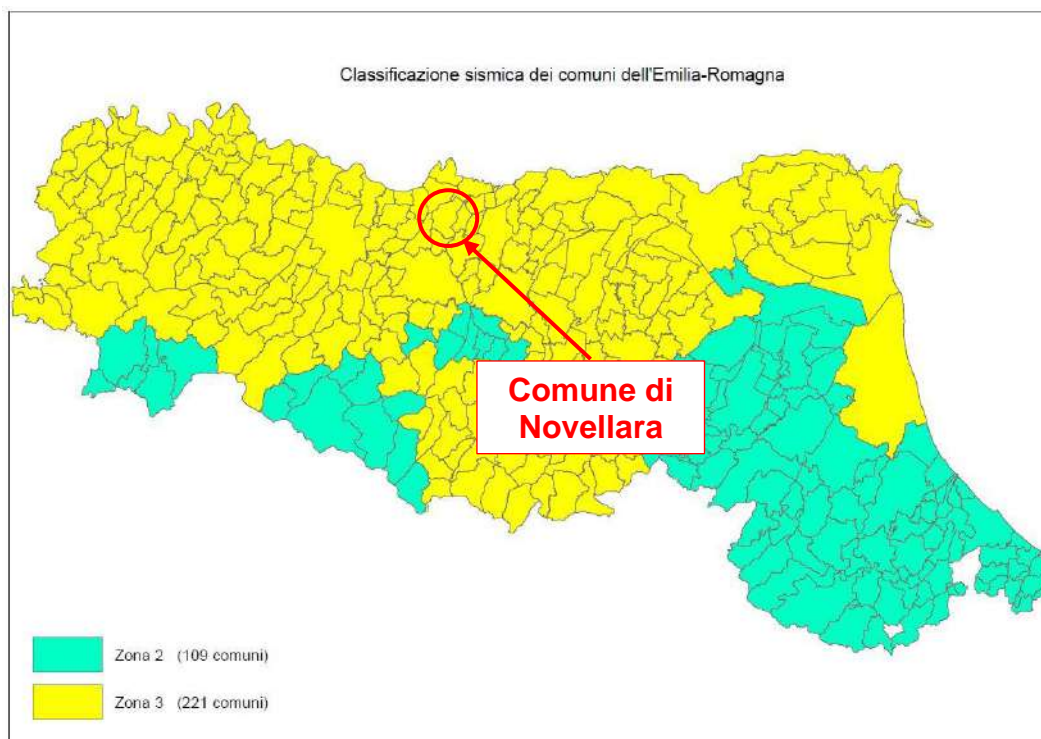 Classificazione sismica dei comuni dell'Emilia-Romagna
Comune di
Novellara
Zona 2 (109 comuni)
Zona 3 (221 comuni)